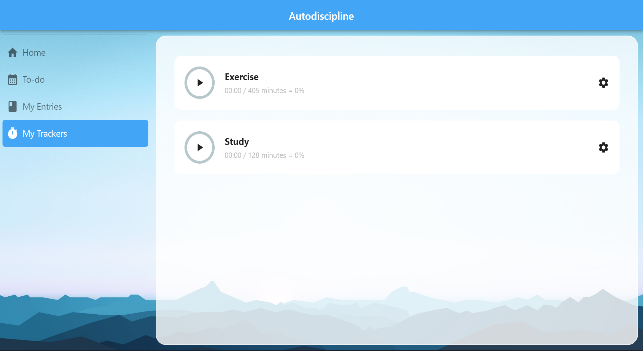 Autodiscipline
Home
To-do
My Entries
My Trackers
Exercise
00:00 / 405 minutes – 0%
Study
00:00 / 128 minutes – 0%